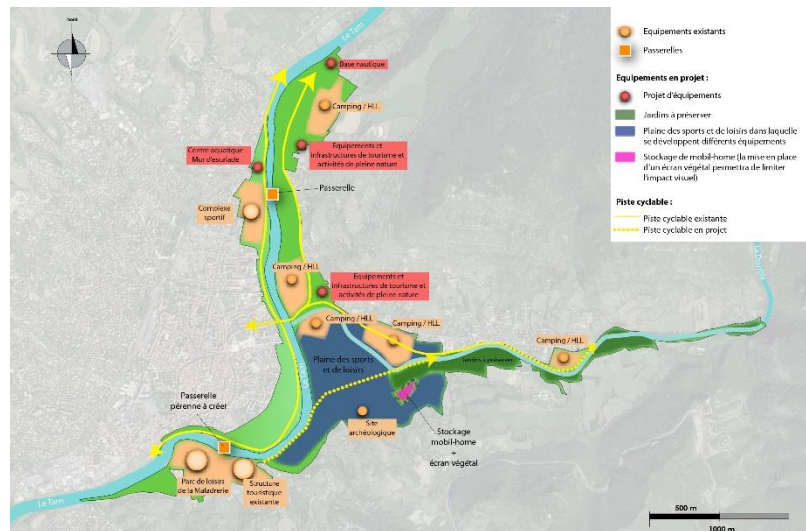 Nord
Le Tarn
Base nautique
Camping / HLL
Equipements et
infrastructures de tourisme et
activités de pleine nature
Centre aquatique
Mur d'escalade
Passerelle
Complexe
sportif
Camping / HLL
Equipements et
infrastructures de tourisme et
activités de pleine nature
Camping / HLL
Camping / HLL
Camping / HLL
Plaine des sports
et de loisirs
Jardins à préserver
La Dourbie
Passerelle
pérenne à créer
Site
archéologique
Stockage
mobil-home
+
écran végétal
Parc de loisirs
de la Maladrerie
Structure
touristique
existante
Le Tarn
Equipements existants
Passerelles
Equipements en projet :
Projet d'équipements
Jardins à préserver
Plaine des sports et de loisirs dans laquelle
se développent différents équipements
Stockage de mobil-home (la mise en place
d'un écran végétal permettra de limiter
l'impact visuel)
Piste cyclable :
Piste cyclable existante
Piste cyclable en projet
500 m
1000 m